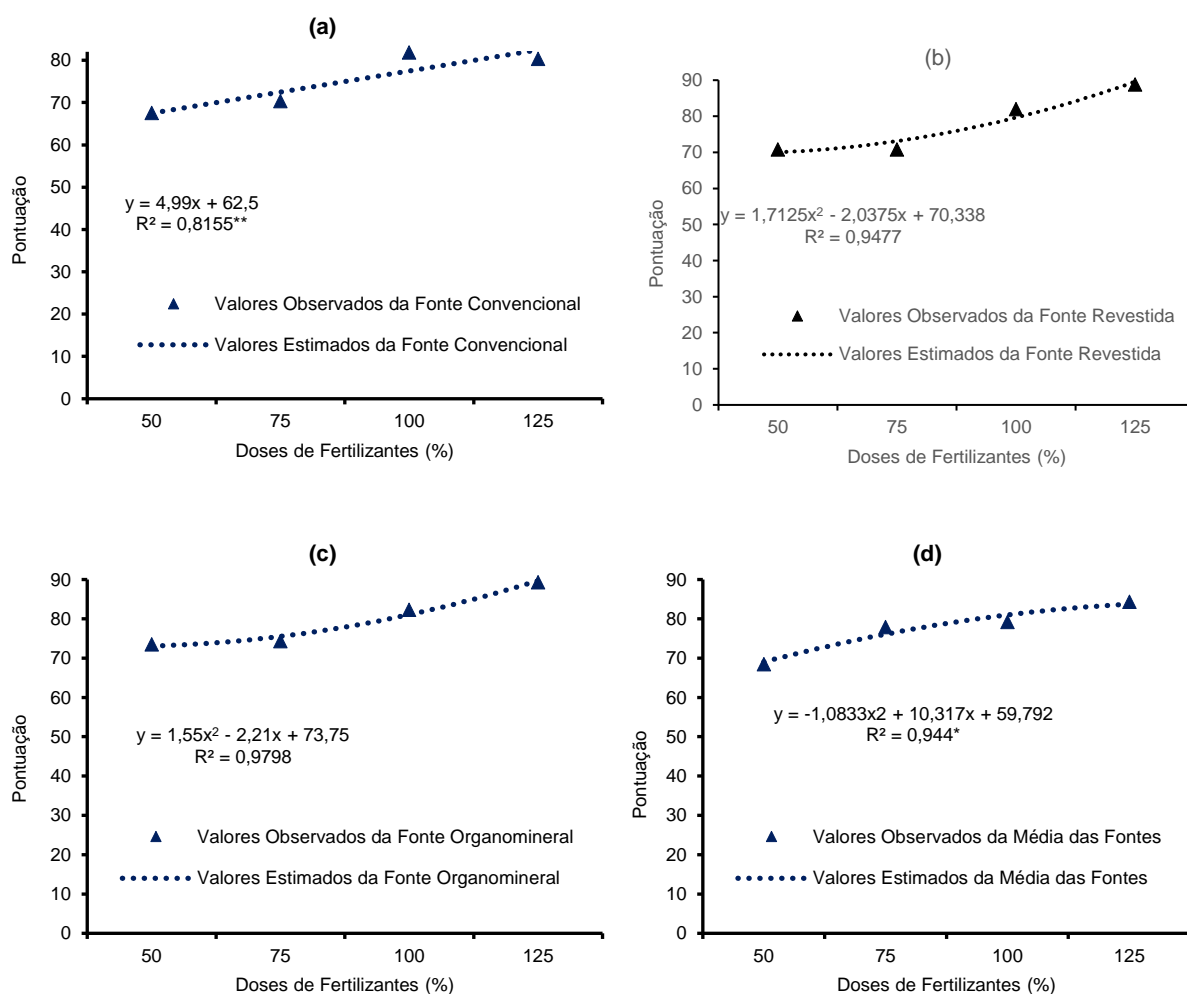 (a)
80
70
60
50
40
30
20
10
0
Pontuação
y = 4,99x + 62,5
R² = 0,8155**
Valores Observados da Fonte Convencional
Valores Estimados da Fonte Convencional
50 75 100 125
Doses de Fertilizantes (%)
(b)
90
80
70
60
50
40
30
20
10
0
Pontuação
y = 1,7125x² - 2,0375x + 70,338
R² = 0,9477
Valores Observados da Fonte Revestida
Valores Estimados da Fonte Revestida
50 75 100 125
Doses de Fertilizantes (%)
(c)
90
80
70
60
50
40
30
20
10
0
Pontuação
y = 1,55x² - 2,21x + 73,75
R² = 0,9798
Valores Observados da Fonte Organomineral
Valores Estimados da Fonte Organomineral
50 75 100 125
Doses de Fertilizantes (%)
(d)
90
80
70
60
50
40
30
20
10
0
Pontuação
y = -1,0833x2 + 10,317x + 59,792
R² = 0,944*
Valores Observados da Média das Fontes
Valores Estimados da Média das Fontes
50 75 100 125
Doses de Fertilizantes (%)